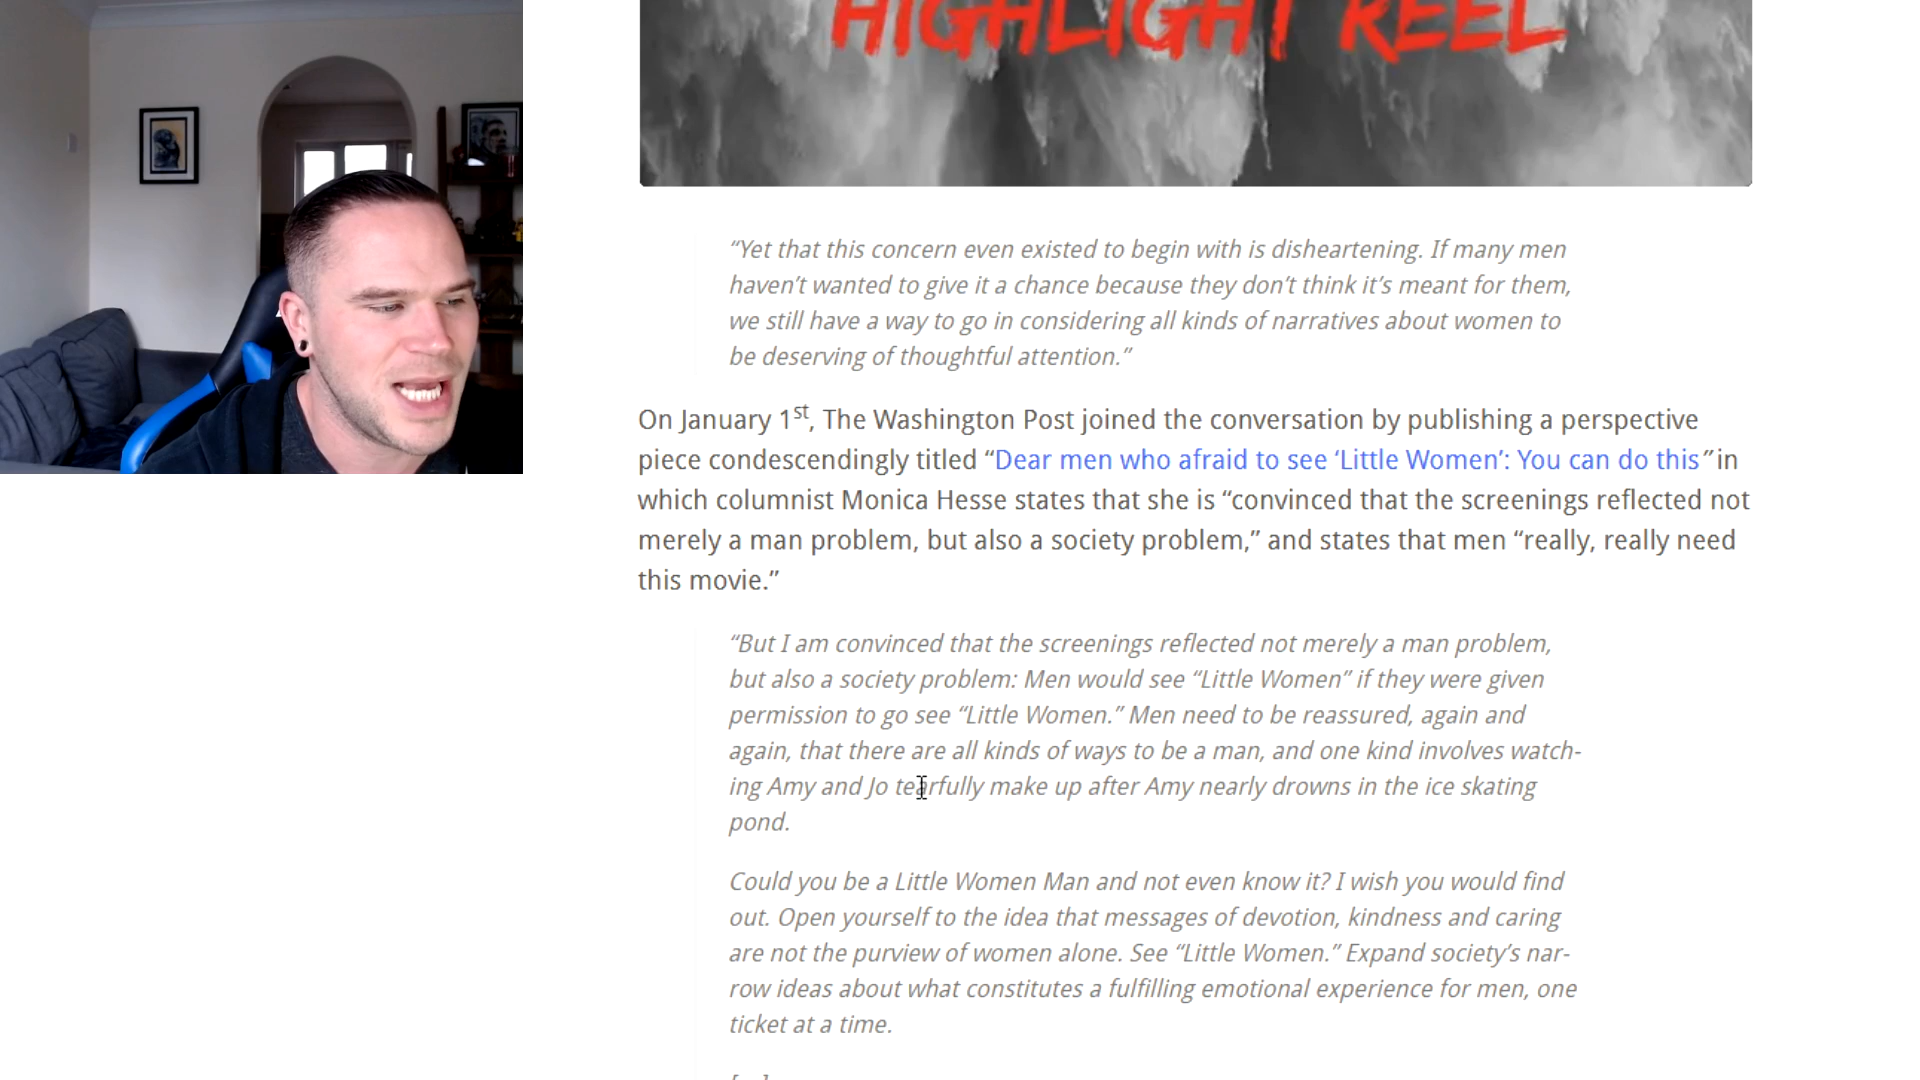 HIGHLIGHT REEL
“Yet that this concern even existed to begin with is disheartening. If many men
haven’t wanted to give it a chance because they don’t think it’s meant for them,
we still have a way to go in considering all kinds of narratives about women to
be deserving of thoughtful attention.”
On January 1st, The Washington Post joined the conversation by publishing a perspective
piece condescendingly titled “Dear men who afraid to see ‘Little Women’: You can do this” in
which columnist Monica Hesse states that she is “convinced that the screenings reflected not
merely a man problem, but also a society problem,” and states that men “really, really need
this movie.”
“But I am convinced that the screenings reflected not merely a man problem,
but also a society problem: Men would see “Little Women” if they were given
permission to go see “Little Women.” Men need to be reassured, again and
again, that there are all kinds of ways to be a man, and one kind involves watch-
ing Amy and Jo tearfully make up after Amy nearly drowns in the ice skating
pond.
Could you be a Little Women Man and not even know it? I wish you would find
out. Open yourself to the idea that messages of devotion, kindness and caring
are not the purview of women alone. See “Little Women.” Expand society’s nar-
row ideas about what constitutes a fulfilling emotional experience for men, one
ticket at a time.